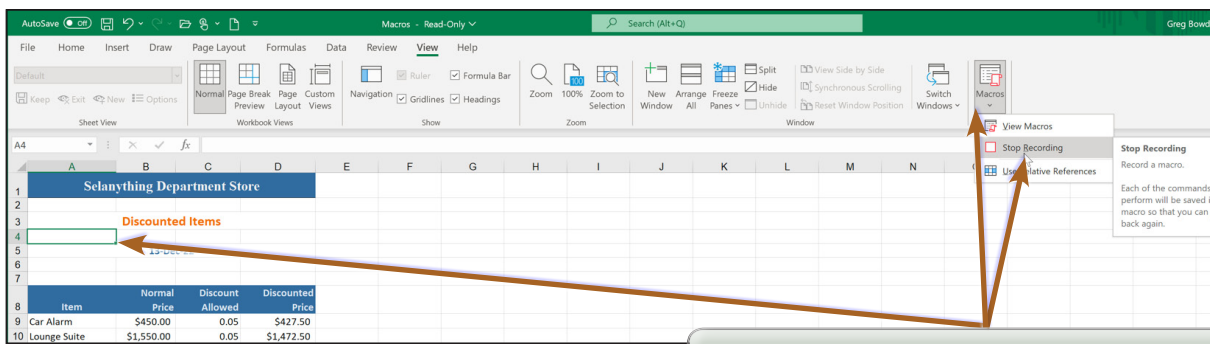 AutoSave Off Macros - Read-Only Search (Alt+Q) Greg Bowd
File Home Insert Draw Page Layout Formulas Data Review View Help
Default
Keep Exit New Options
Sheet View
Normal Page Break Preview Page Layout Custom Views
Workbook Views
Navigation Ruler Formula Bar
Gridlines Headings
Show
Zoom 100% Zoom to Selection
Zoom
New Window Arrange All Freeze Panes
Split
Hide
Unhide
View Side by Side
Synchronous Scrolling
Reset Window Position
Switch Windows
Window
Macros
View Macros
Stop Recording
Use Relative References
Stop Recording
Record a macro.
Each of the commands
perform will be saved i
macro so that you can
back again.
A4 fx
A B C D E F G H I J K L M N
1 Selanything Department Store
2
3 Discounted Items
4
5
6
7
8 Item Normal Price Discount Allowed Discounted Price
9 Car Alarm $450.00 0.05 $427.50
10 Lounge Suite $1,550.00 0.05 $1,472.50